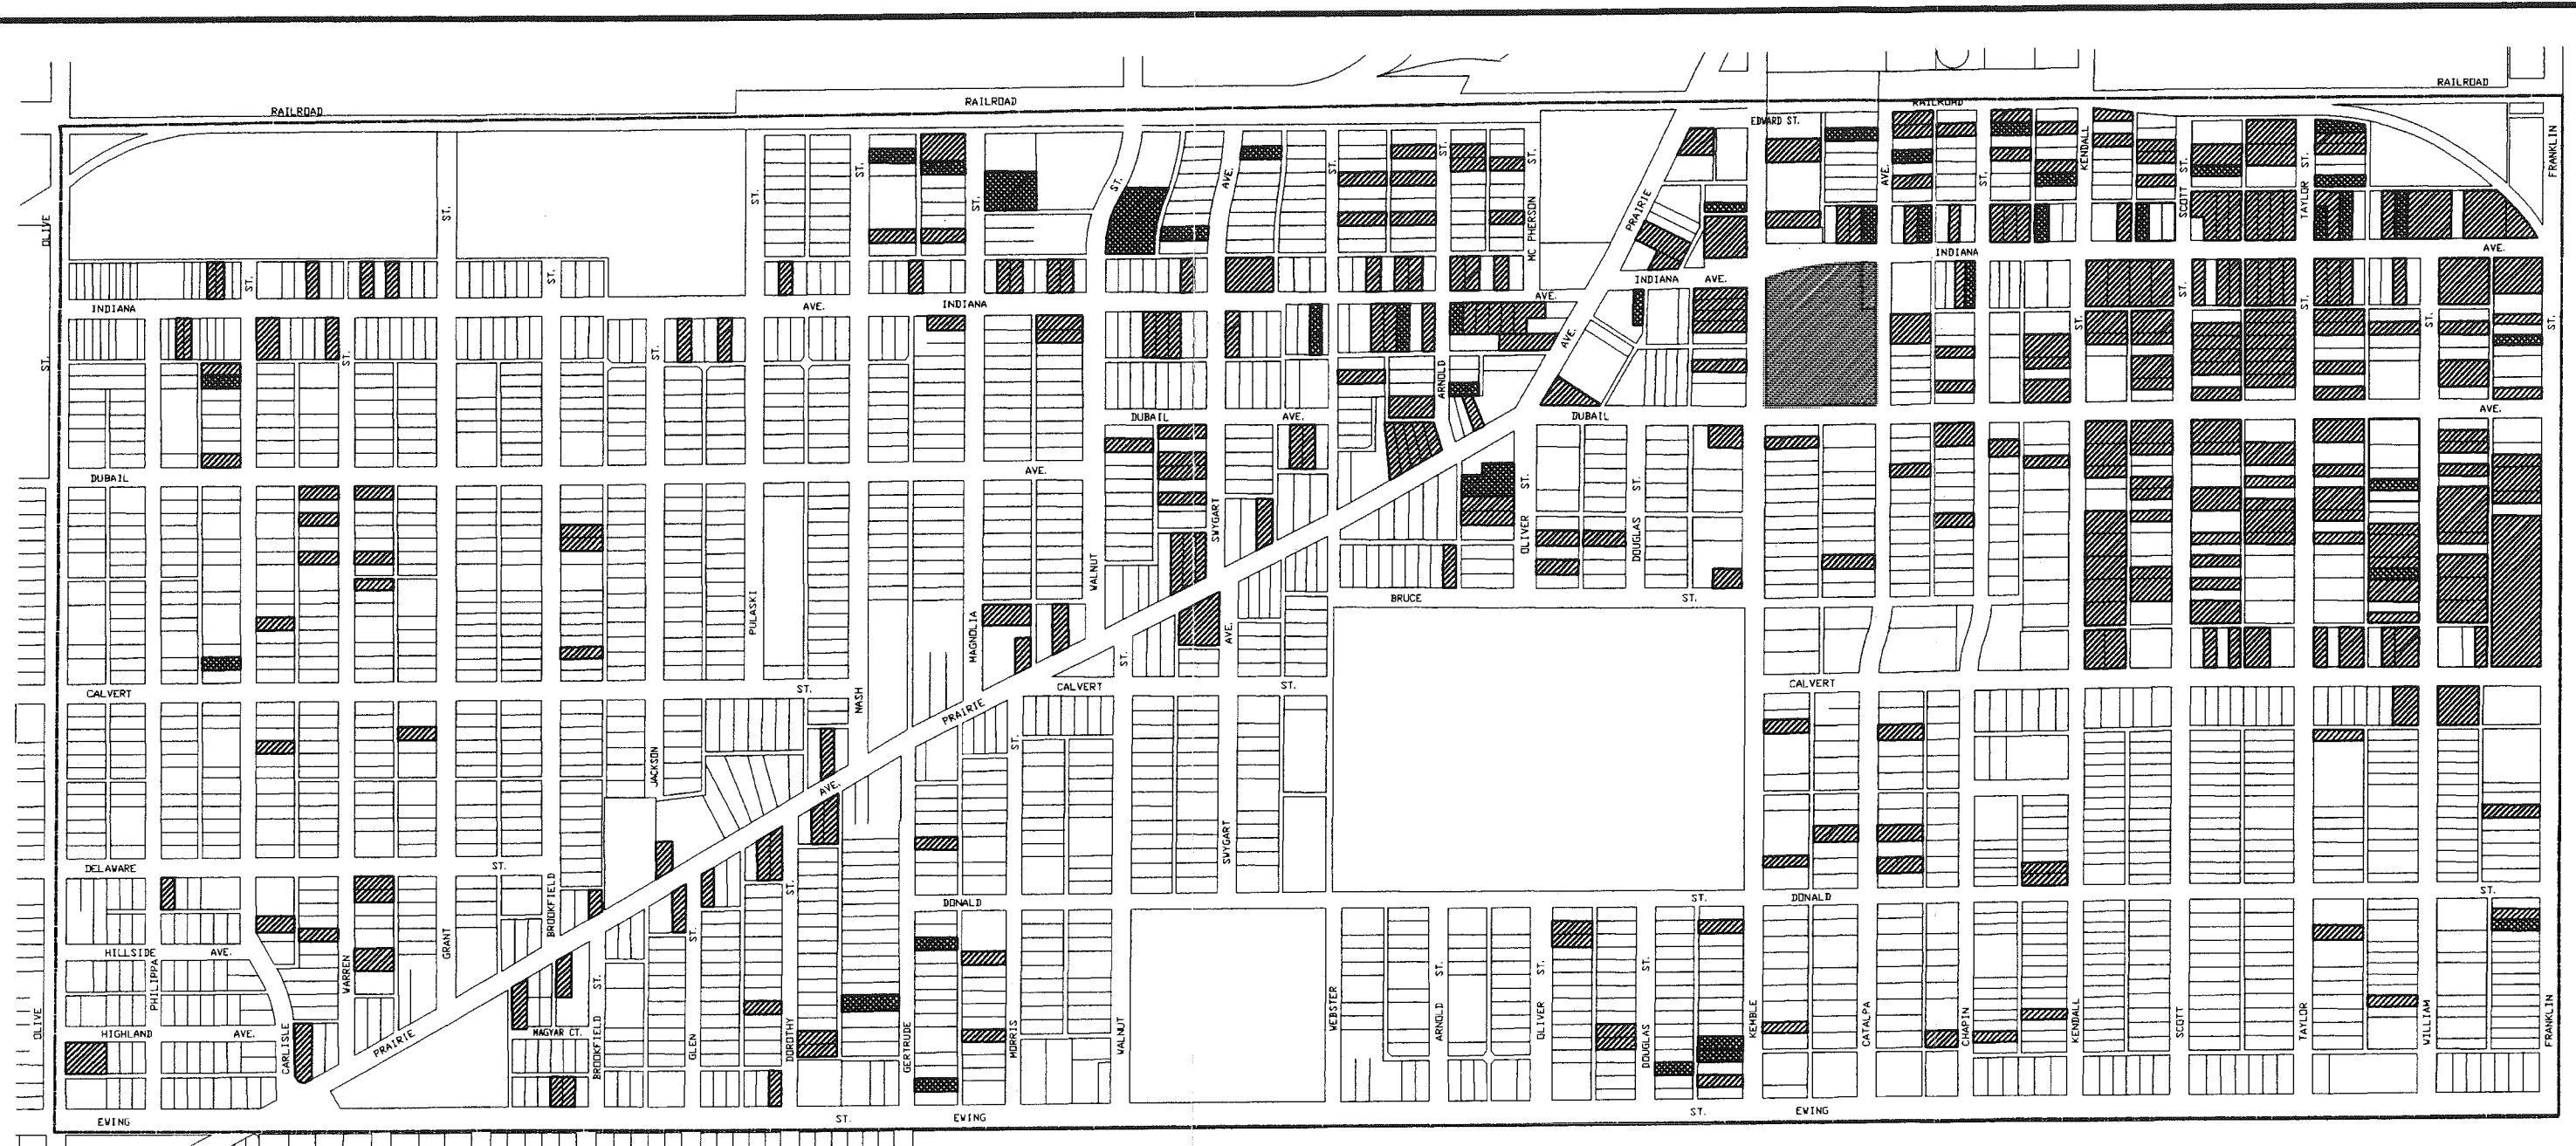 RAILROAD
RAILROAD
RAILROAD
RAILROAD
EDWARD ST.
OLIVE
ST.
ST.
ST.
ST.
ST.
ST.
AVE.
ST.
ST.
MC PHERSON
ST.
PRAIRIE
AVE.
ST.
KENDALL
SCOTT
ST.
TAYLOR
ST.
FRANKLIN
ST.
INDIANA
ST.
ST.
ST.
ST.
AVE.
INDIANA
AVE.
INDIANA
AVE.
INDIANA
AVE.
ST.
ST.
ST.
ST.
ST.
AVE.
ARNOLD
DUBAIL
AVE.
DUBAIL
AVE.
DUBAIL
AVE.
PULASKI
NASH
MAGNOLIA
WALNUT
ST.
SWYGART
AVE.
OLIVER
ST.
DOUGLAS
ST.
BRUCE
ST.
CALVERT
ST.
CALVERT
ST.
CALVERT
PRAIRIE
ST.
JACKSON
AVE.
SWYGART
DELAWARE
ST.
BROOKFIELD
ST.
DONALD
ST.
DONALD
ST.
HILLSIDE
AVE.
PHILIPPA
WARREN
GRANT
ST.
ST.
ST.
ST.
ST.
HIGHLAND
AVE.
MAGYAR CT.
PRAIRIE
OLIVE
CARLISLE
BROOKFIELD
GLEN
DOROTHY
GERTRUDE
MORRIS
WALNUT
WEBSTER
ARNOLD
OLIVER
DOUGLAS
KEMBLE
CATALPA
CHAPIN
KENDALL
SCOTT
TAYLOR
WILLIAM
FRANKLIN
EWING
ST.
EWING
ST.
EWING